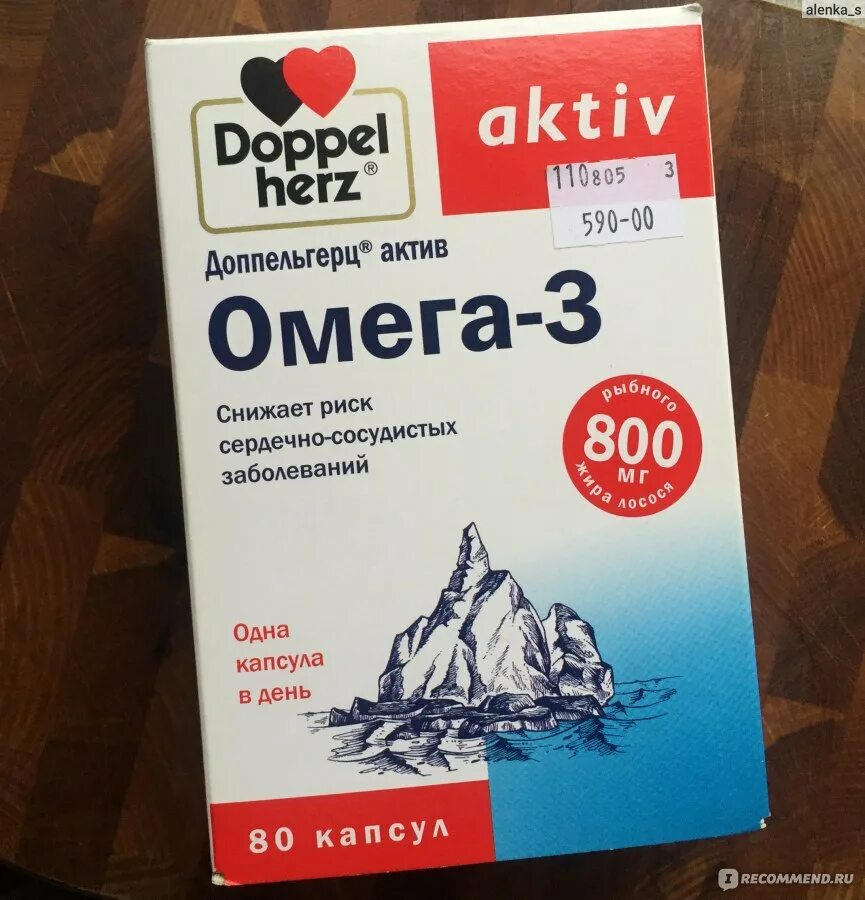 alenka_s
Doppel
herz®
aktiv
110805 3
590-00
Доппельгерц® актив
Омега-3
Снижает риск
сердечно-сосудистых
заболеваний
рыбного
800
мг
жира лосося
Одна
капсула
в день
80 капсул
IRECOMMEND.RU